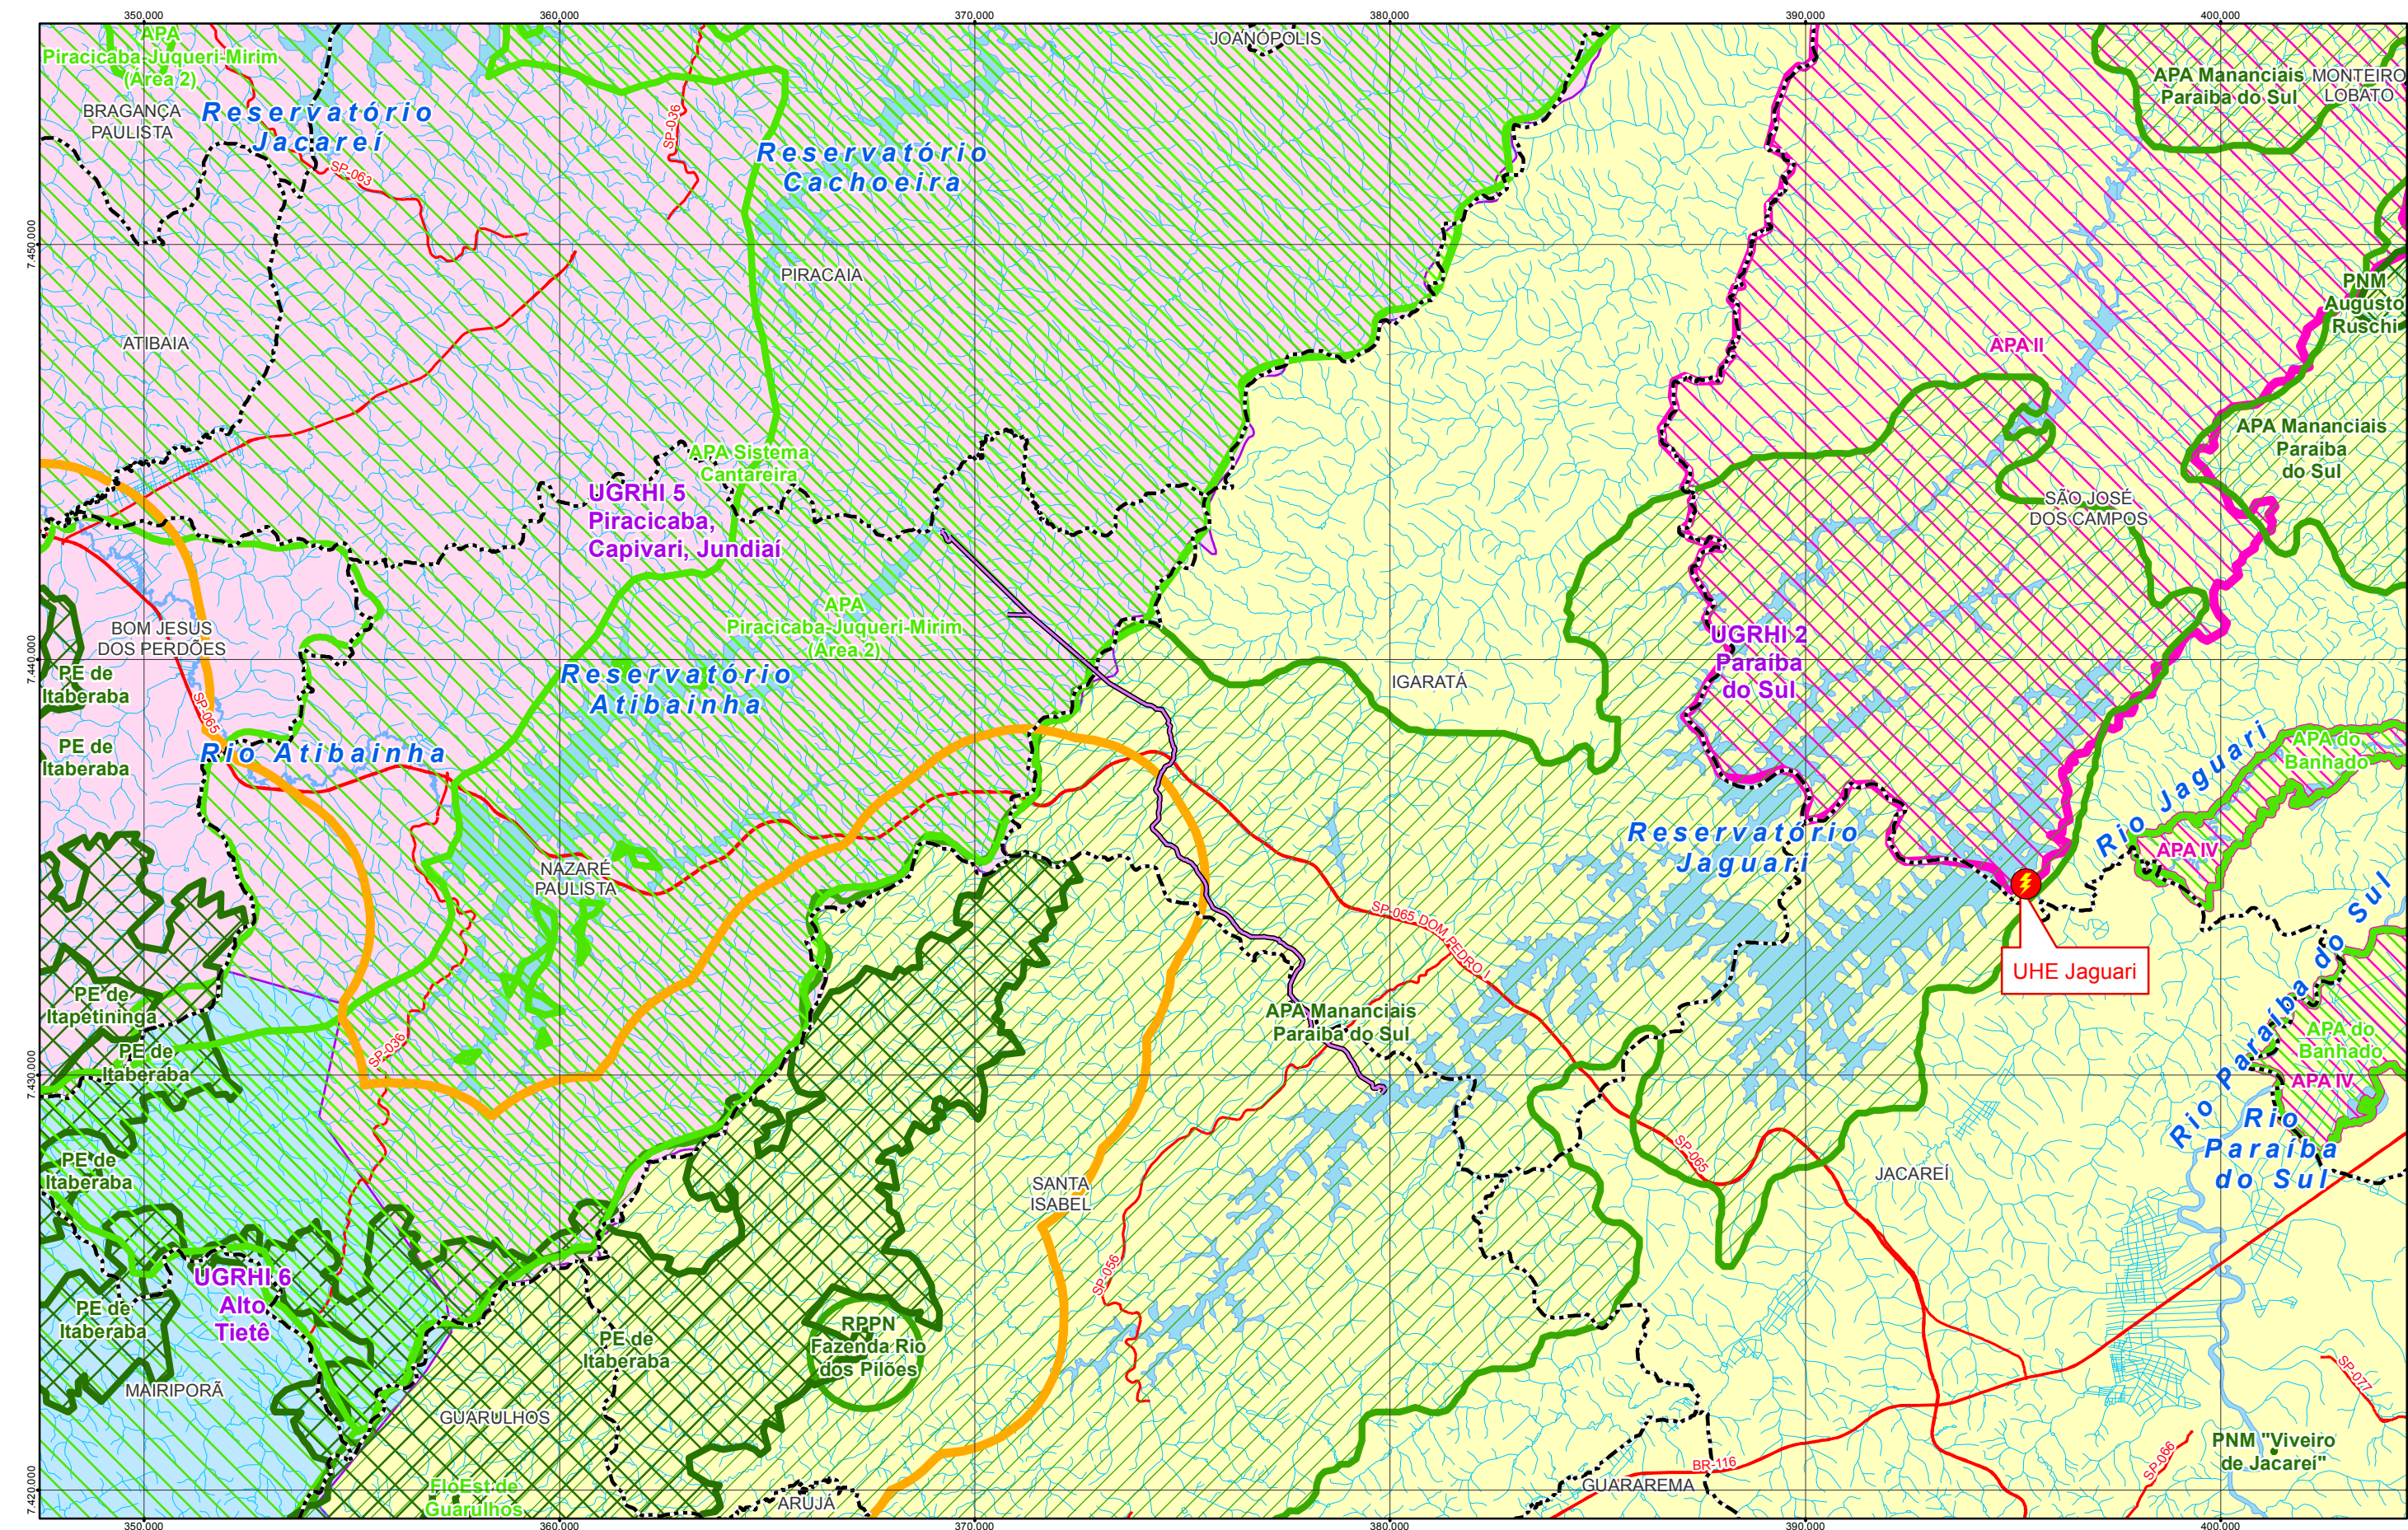 350.000
360.000
370.000
380.000
390.000
400.000
APA
Piracicaba-Juqueri-Mirim
(Área 2)
BRAGANÇA
PAULISTA
Reservatório
Jacareí
SP-063
SP-036
Reservatório
Cachoeira
JOANÓPOLIS
APA Mananciais
Paraiba do Sul
MONTEIRO
LOBATO
7.450.000
PIRACAIA
ATIBAIA
PNM
Augusto
Ruschi
APA II
APA Mananciais
Paraiba
do Sul
APA Sistema
Cantareira
UGRHI 5
Piracicaba,
Capivari, Jundiaí
SÃO JOSÉ
DOS CAMPOS
BOM JESUS
DOS PERDÕES
APA
Piracicaba-Juqueri-Mirim
(Área 2)
UGRHI 2
Paraíba
do Sul
7.440.000
PE de
Itaberaba
Reservatório
Atibainha
IGARATÁ
SP-065
PE de
Itaberaba
Rio Atibainha
Rio Jaguari
APA do
Banhado
Reservatório
Jaguari
APA IV
NAZARÉ
PAULISTA
SP-065 DOM PEDRO I
UHE Jaguari
Rio Paraíba do Sul
PE de
Itapetininga
APA Mananciais
Paraiba do Sul
APA do
Banhado
PE de
Itaberaba
SP-036
7.430.000
APA IV
Rio
Paraíba
do Sul
PE de
Itaberaba
SP-065
JACAREÍ
SANTA
ISABEL
UGRHI 6
Alto
Tietê
SP-056
PE de
Itaberaba
PE de
Itaberaba
RPPN
Fazenda Rio
dos Pilões
MAIRIPORÃ
SP-077
GUARULHOS
PNM "Viveiro
de Jacareí"
SP-066
BR-116
FloEst de
Guarulhos
GUARAREMA
ARUJÁ
7.420.000
350.000
360.000
370.000
380.000
390.000
400.000